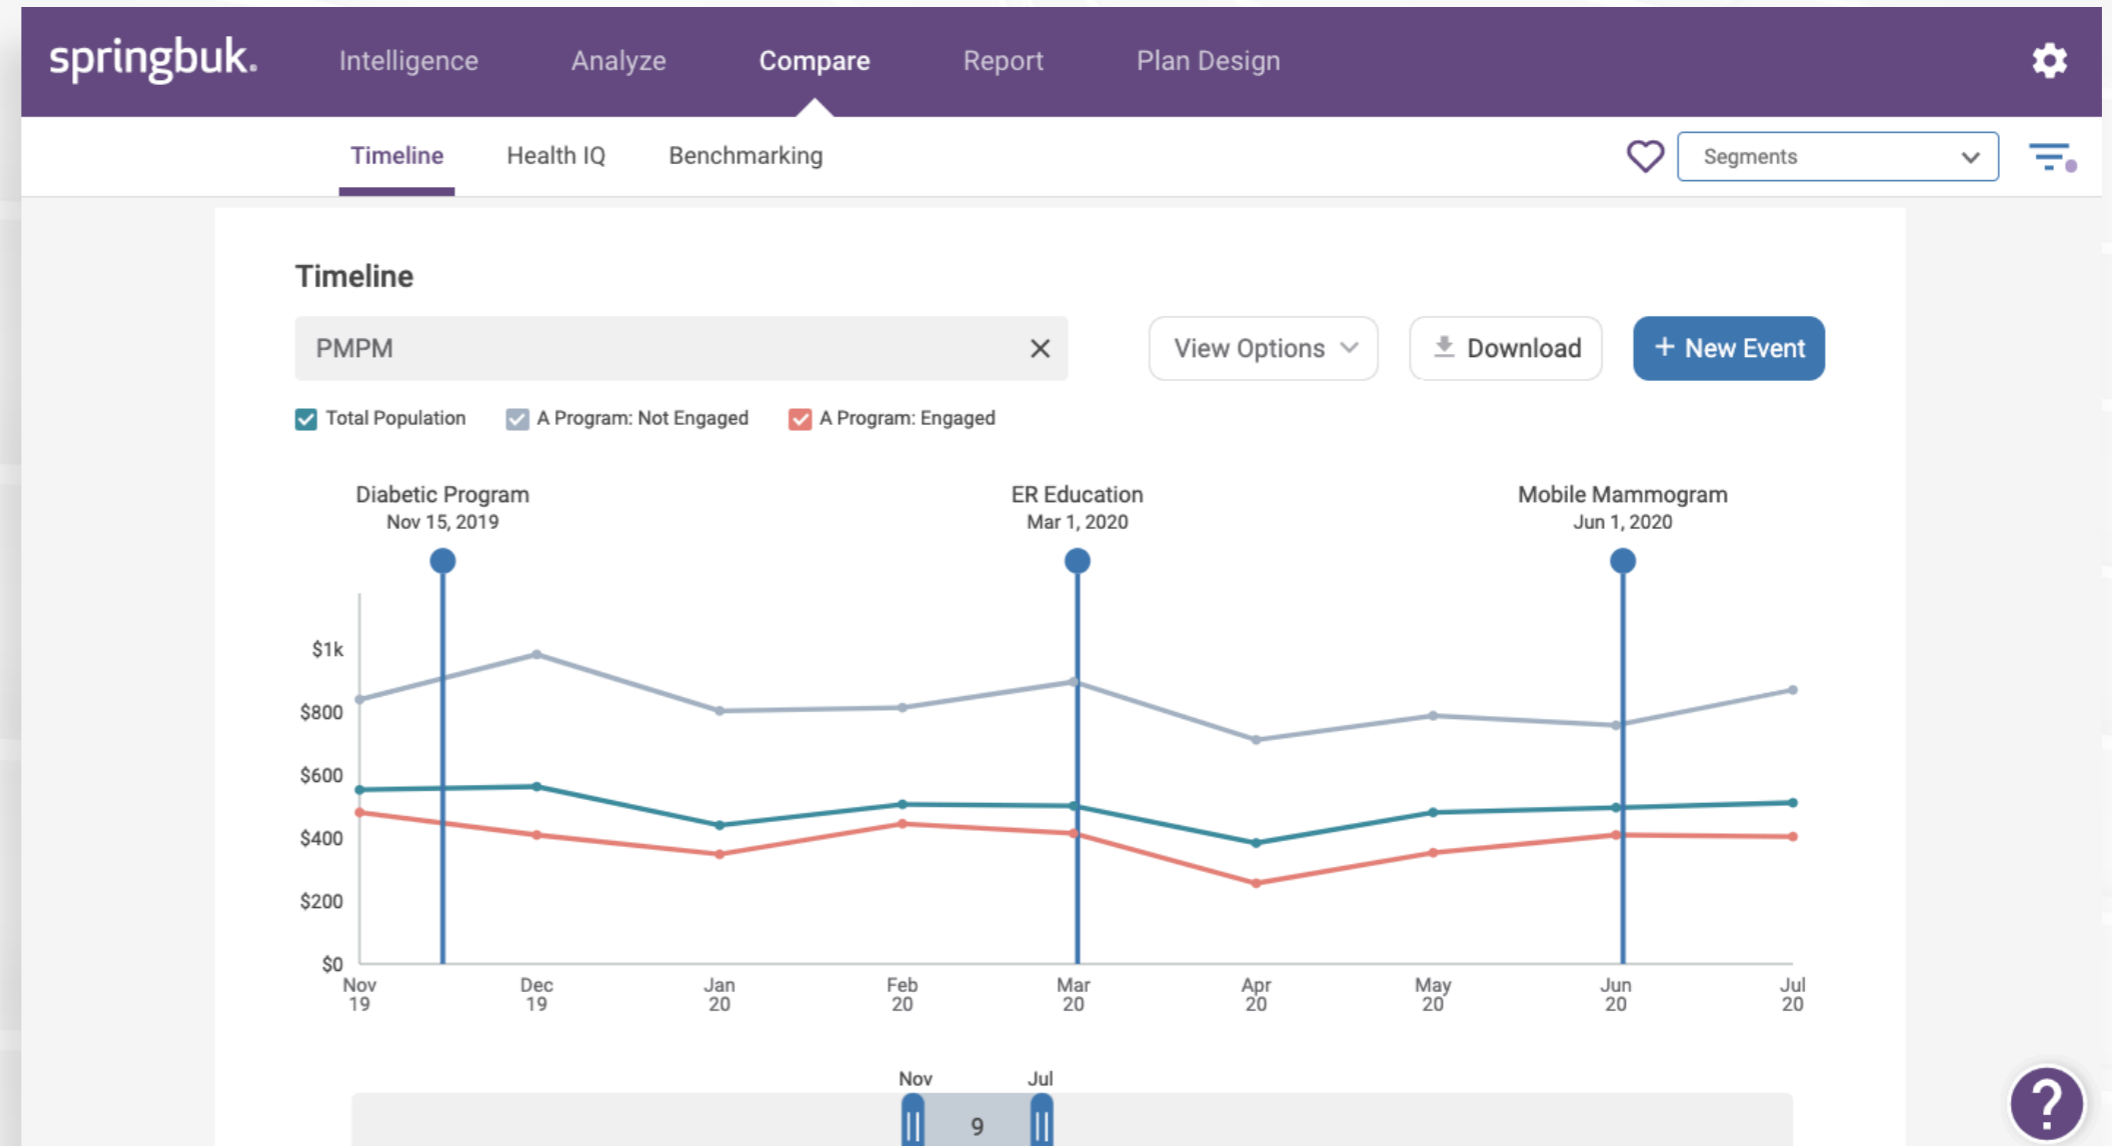 springbuk.
Intelligence
Analyze
Compare
Report
Plan Design
Timeline
Health IQ
Benchmarking
Segments
Timeline
PMPM
View Options
Download
+ New Event
Total Population
A Program: Not Engaged
A Program: Engaged
Diabetic Program
Nov 15, 2019
ER Education
Mar 1, 2020
Mobile Mammogram
Jun 1, 2020
$1k
$800
$600
$400
$200
$0
Nov
19
Dec
19
Jan
20
Feb
20
Mar
20
Apr
20
May
20
Jun
20
Jul
20
Nov
Jul
9
?